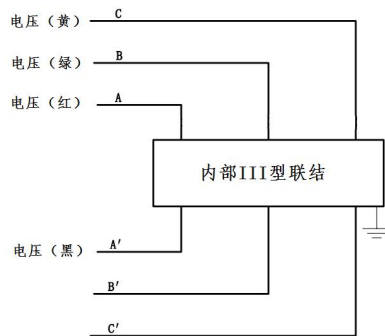 电压（黄） C
电压（绿） B
电压（红） A
内部III型联结
电压（黑） A′
B′
C′